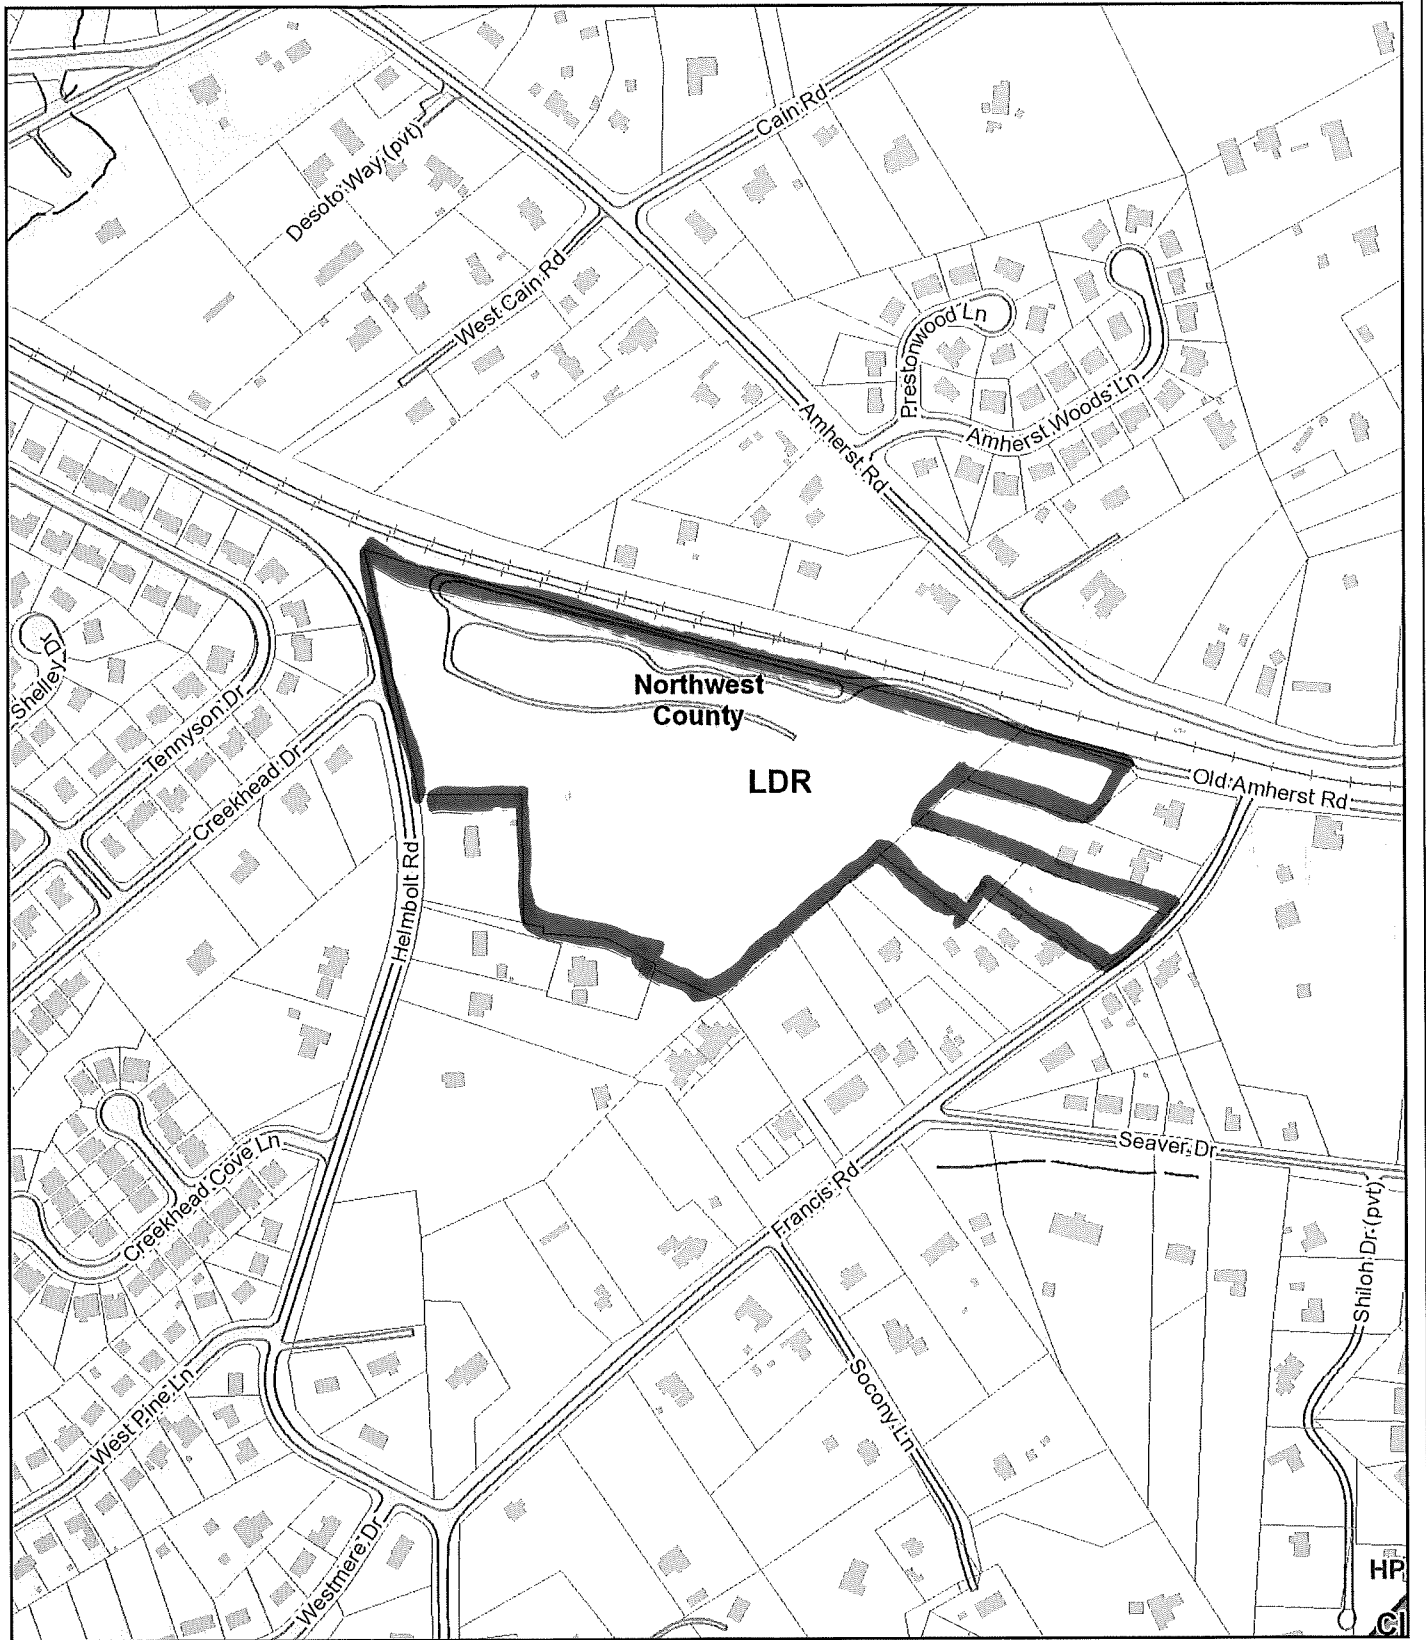 Cain Rd
Desoto Way (pvt)
West Cain Rd
Prestonwood Ln
Amherst Woods Ln
Amherst Rd
Shelley Dr
Tennyson Dr
Creekhead Dr
Northwest
County
LDR
Old Amherst Rd
Helmbolt Rd
Creekhead Cove Ln
Seaver Dr
Francis Rd
Shiloh Dr (pvt)
West Pine Ln
Socony Ln
Westmere Dr
HP
CI